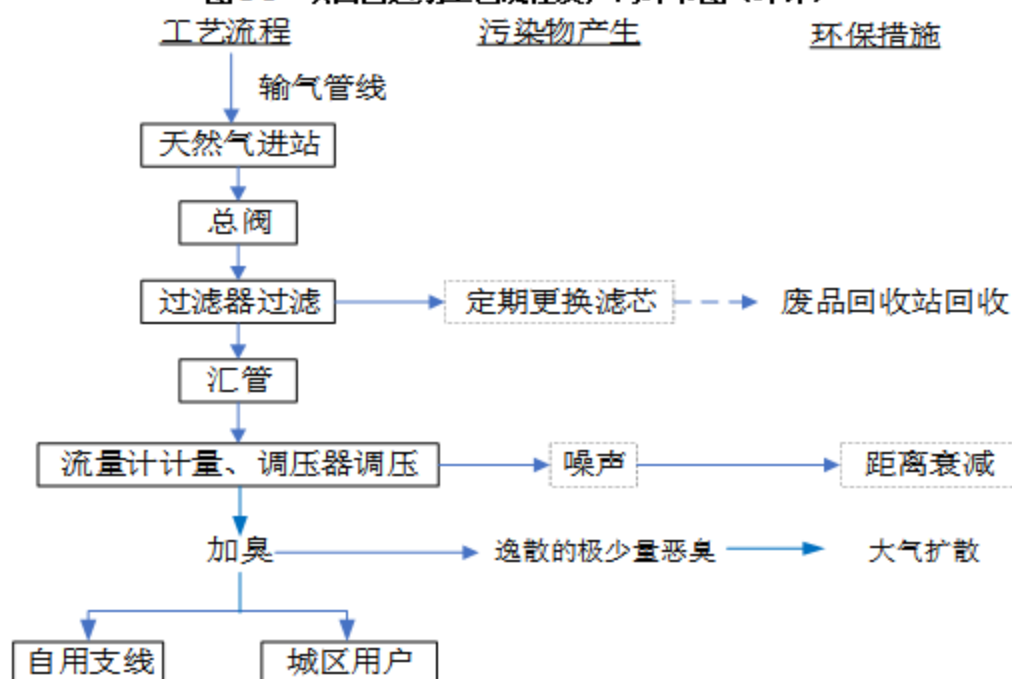 工艺流程 污染物产生 环保措施
输气管线
天然气进站
总阀
过滤器过滤 定期更换滤芯 废品回收站回收
汇管
流量计计量、调压器调压 噪声 距离衰减
加臭 逸散的极少量恶臭 大气扩散
自用支线 城区用户